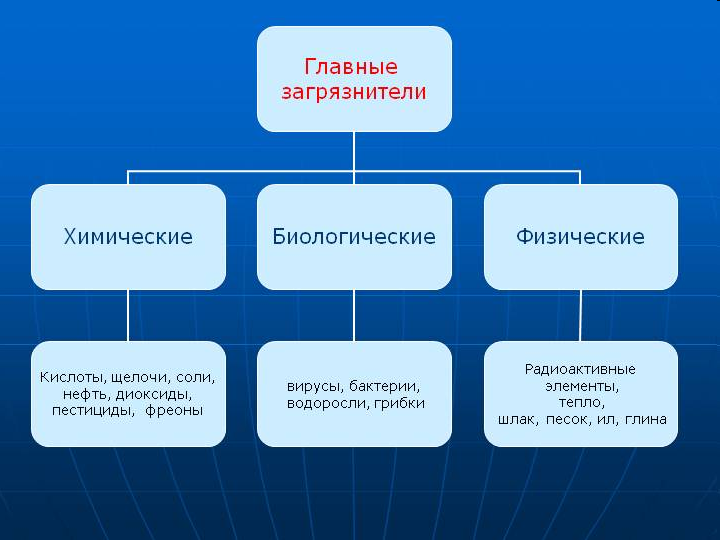 Главные
загрязнители
Химические
Биологические
Физические
Кислоты, щелочи, соли,
нефть, диоксиды,
пестициды, фреоны
вирусы, бактерии,
водоросли, грибки
Радиоактивные
элементы,
тепло,
шлак, песок, ил, глина